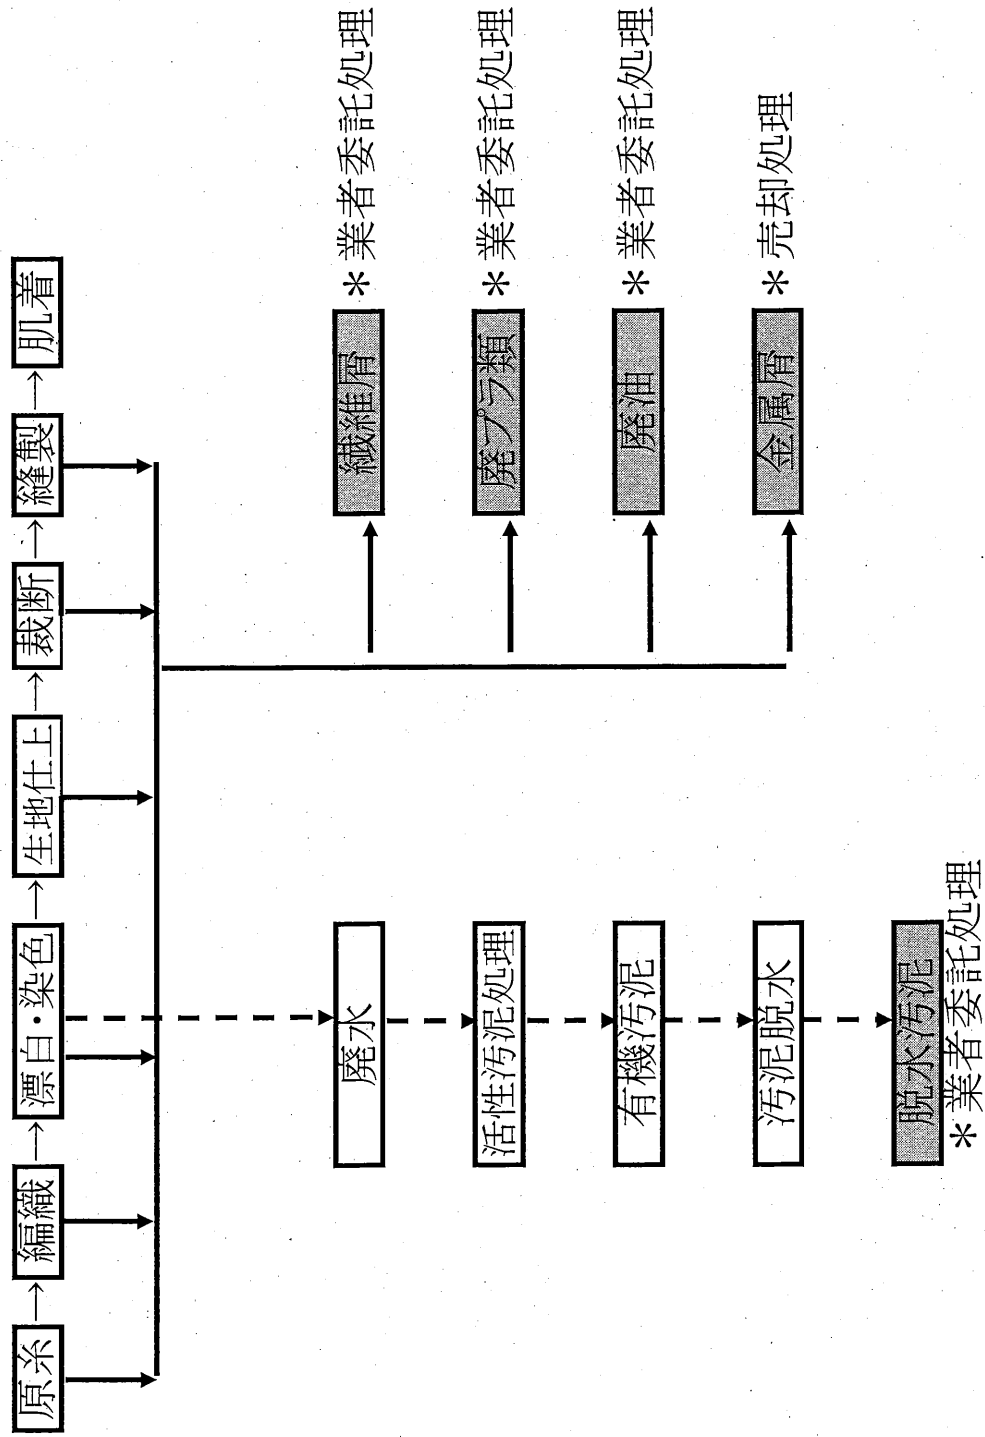 原糸
編織
漂白・染色
生地仕上
裁断
縫製
肌着
廃水
活性汚泥処理
有機汚泥
汚泥脱水
脱水汚泥
＊業者委託処理
繊維屑
＊業者委託処理
廃プラ類
＊業者委託処理
廃油
＊業者委託処理
金属屑
＊売却処理